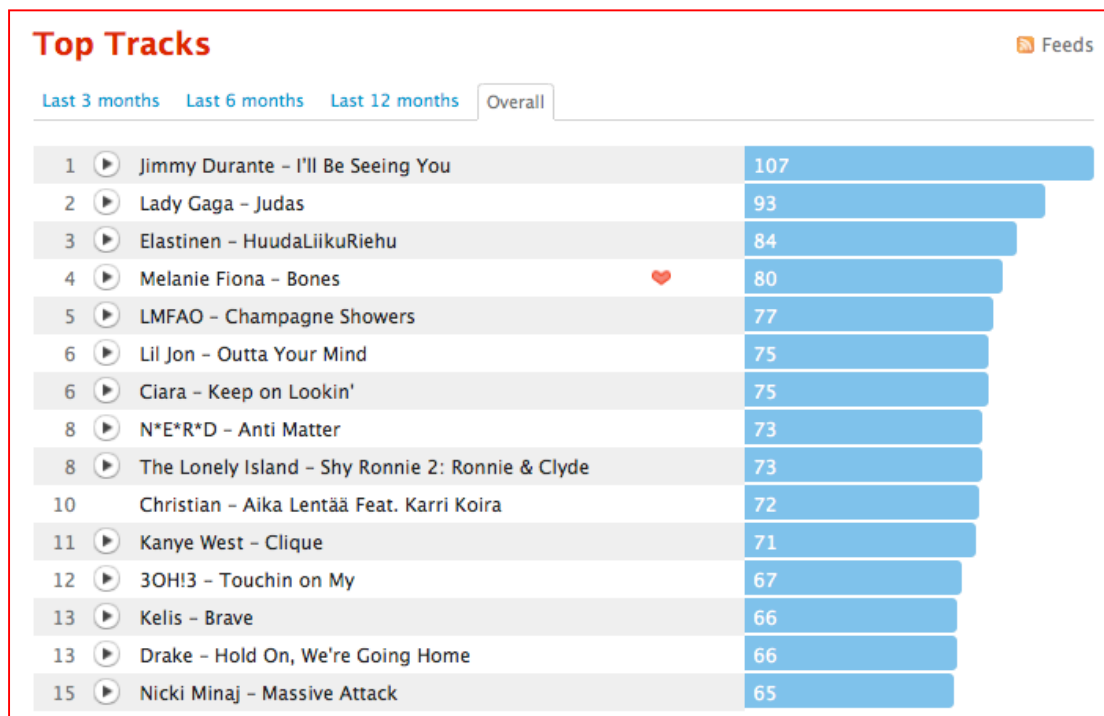 Top Tracks
Feeds
Last 3 months Last 6 months Last 12 months Overall
1 Jimmy Durante – I'll Be Seeing You 107
2 Lady Gaga – Judas 93
3 Elastinen – HuudaLiikuRiehu 84
4 Melanie Fiona – Bones 80
5 LMFAO – Champagne Showers 77
6 Lil Jon – Outta Your Mind 75
6 Ciara – Keep on Lookin' 75
8 N*E*R*D – Anti Matter 73
8 The Lonely Island – Shy Ronnie 2: Ronnie & Clyde 73
10 Christian – Aika Lentää Feat. Karri Koira 72
11 Kanye West – Clique 71
12 3OH!3 – Touchin on My 67
13 Kelis – Brave 66
13 Drake – Hold On, We're Going Home 66
15 Nicki Minaj – Massive Attack 65